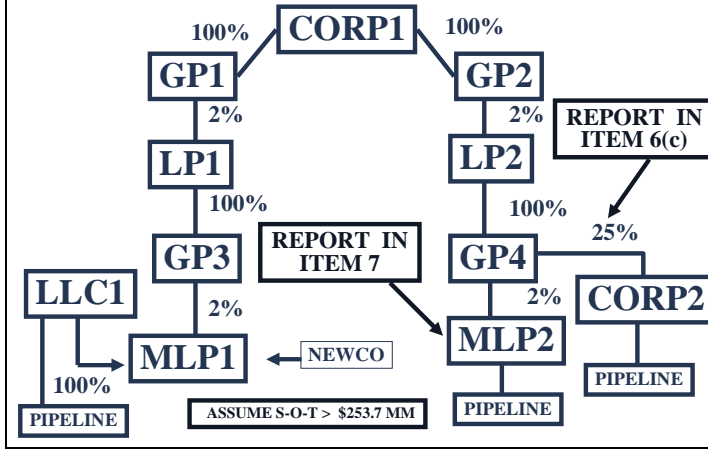 CORP1
100%
100%
GP1
GP2
2%
2%
REPORT IN
ITEM 6(c)
LP1
LP2
100%
100%
25%
REPORT IN
ITEM 7
GP3
GP4
LLC1
2%
2%
CORP2
MLP1
NEWCO
MLP2
100%
PIPELINE
PIPELINE
PIPELINE
ASSUME S-O-T > $253.7 MM